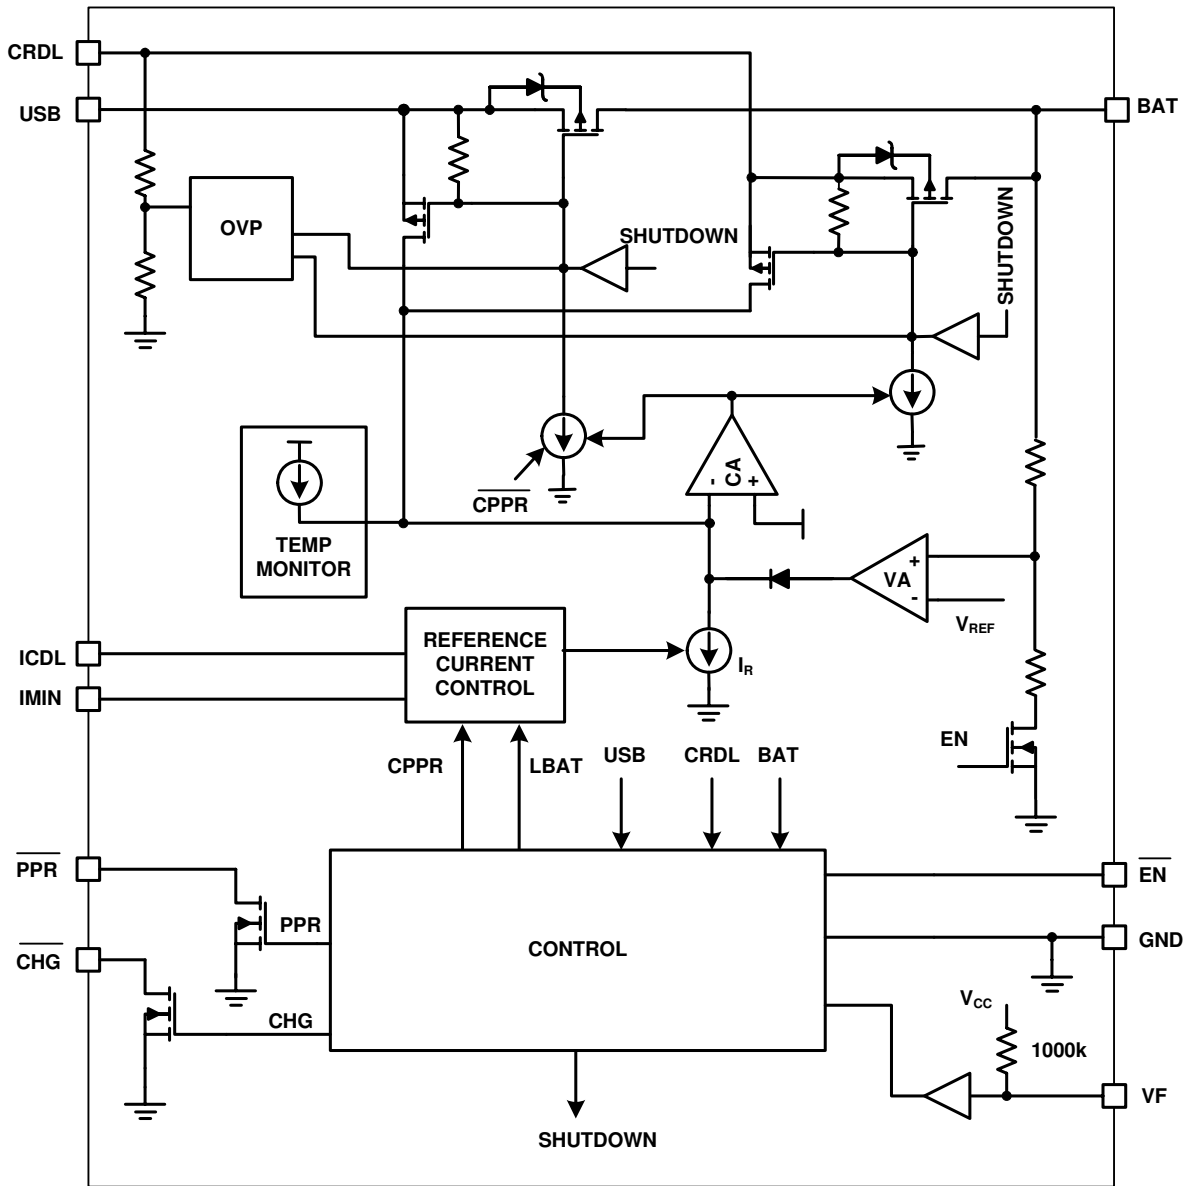 CRDL
USB
BAT
OVP
SHUTDOWN
SHUTDOWN
CPPR
- CA +
TEMP
MONITOR
+
VA
-
VREF
ICDL
IMIN
REFERENCE
CURRENT
CONTROL
IR
EN
CPPR
LBAT
USB
CRDL
BAT
PPR
PPR
EN
CONTROL
GND
CHG
CHG
VCC
1000k
VF
SHUTDOWN